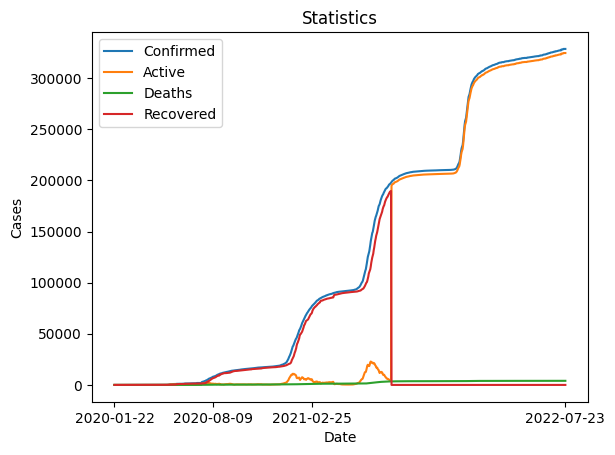 Statistics
Confirmed
Active
Deaths
Recovered
300000
250000
200000
150000
100000
50000
0
Cases
2020-01-22 2020-08-09 2021-02-25 2022-07-23
Date